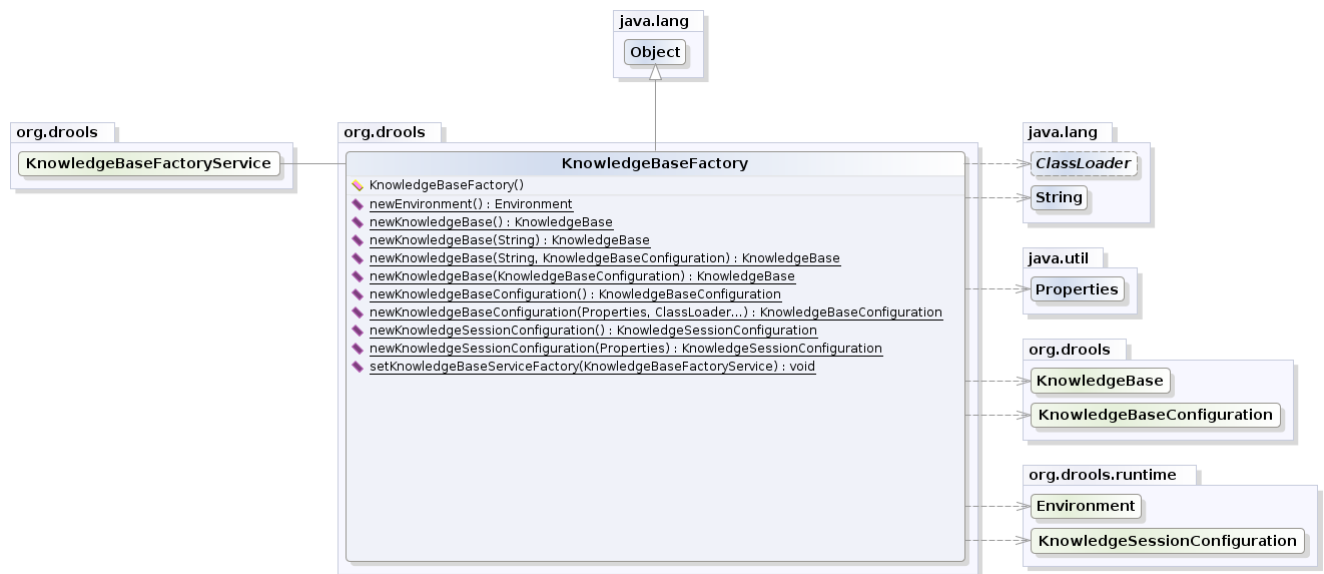 java.lang
Object
org.drools
KnowledgeBaseFactoryService
org.drools
KnowledgeBaseFactory
KnowledgeBaseFactory()
newEnvironment() : Environment
newKnowledgeBase() : KnowledgeBase
newKnowledgeBase(String) : KnowledgeBase
newKnowledgeBase(String, KnowledgeBaseConfiguration) : KnowledgeBase
newKnowledgeBase(KnowledgeBaseConfiguration) : KnowledgeBase
newKnowledgeBaseConfiguration() : KnowledgeBaseConfiguration
newKnowledgeBaseConfiguration(Properties, ClassLoader...) : KnowledgeBaseConfiguration
newKnowledgeSessionConfiguration() : KnowledgeSessionConfiguration
newKnowledgeSessionConfiguration(Properties) : KnowledgeSessionConfiguration
setKnowledgeBaseServiceFactory(KnowledgeBaseFactoryService) : void
java.lang
ClassLoader
String
java.util
Properties
org.drools
KnowledgeBase
KnowledgeBaseConfiguration
org.drools.runtime
Environment
KnowledgeSessionConfiguration